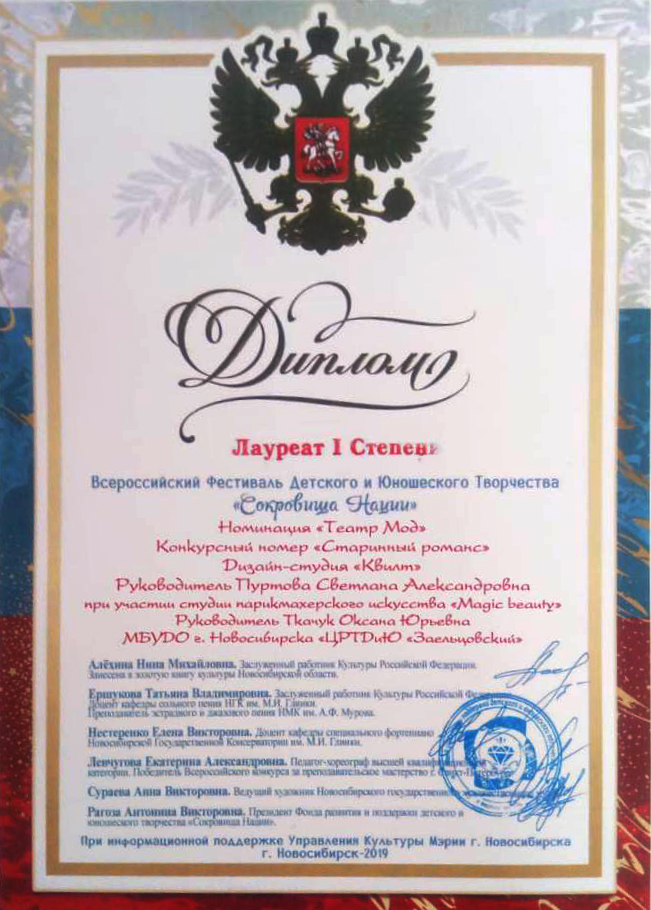 Диплом
Лауреат 1 Степени
Всероссийский Фестиваль Детского и Юношеского Творчества
«Сокровища Нации»
Номинация «Театр Мод»
Конкурсный номер «Старинный романс»
Дизайн-студия «Квилт»
Руководитель Пуртова Светлана Александровна
при участии студии парикмахерского искусства «Magic beauty»
Руководитель Ткачук Оксана Юрьевна
МБУДО г. Новосибирска «ЦРТДиЮ «Заельцовский»
Алёхина Нина Михайловна. Заслуженный работник Культуры Российской Федерации.
Занесена в золотую книгу культуры Новосибирской области.
Ершукова Татьяна Владимировна. Заслуженный работник Культуры Российской
Доцент кафедры сольного пения НГК им. М.И. Глинки.
Преподаватель эстрадного и джазового пения НМК им. А.Ф. Мурова.
Нестеренко Елена Викторовна. Доцент кафедры специального фортепиано
Новосибирской Государственной Консерватории им. М.И. Глинки.
Левчугова Екатерина Александровна. Педагог-хореограф высшей квалификационной
категории. Победитель Всероссийского конкурса за преподавательское мастерство г. Санкт-Петербург
Сураева Анна Викторовна. Ведущий художник Новосибирского государственного
Рагоза Антонина Викторовна. Президент Фонда развития и поддержки детского и
юношеского творчества «Сокровища Нации».
При информационной поддержке Управления Культуры Мэрии г. Новосибирска
г. Новосибирск-2019